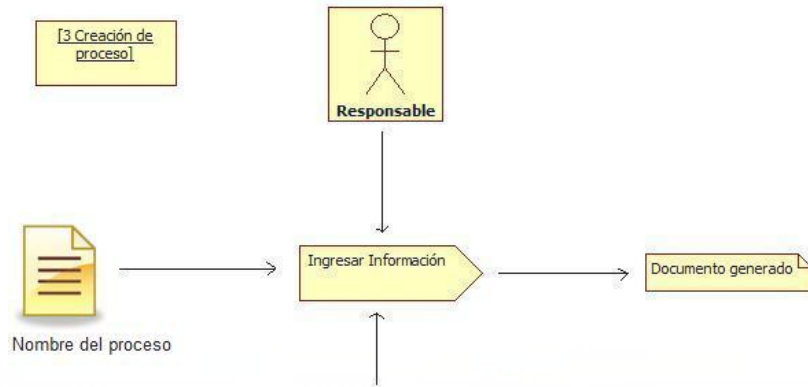 [3 Creación de
proceso]
Responsable
Ingresar Información
Documento generado
Nombre del proceso